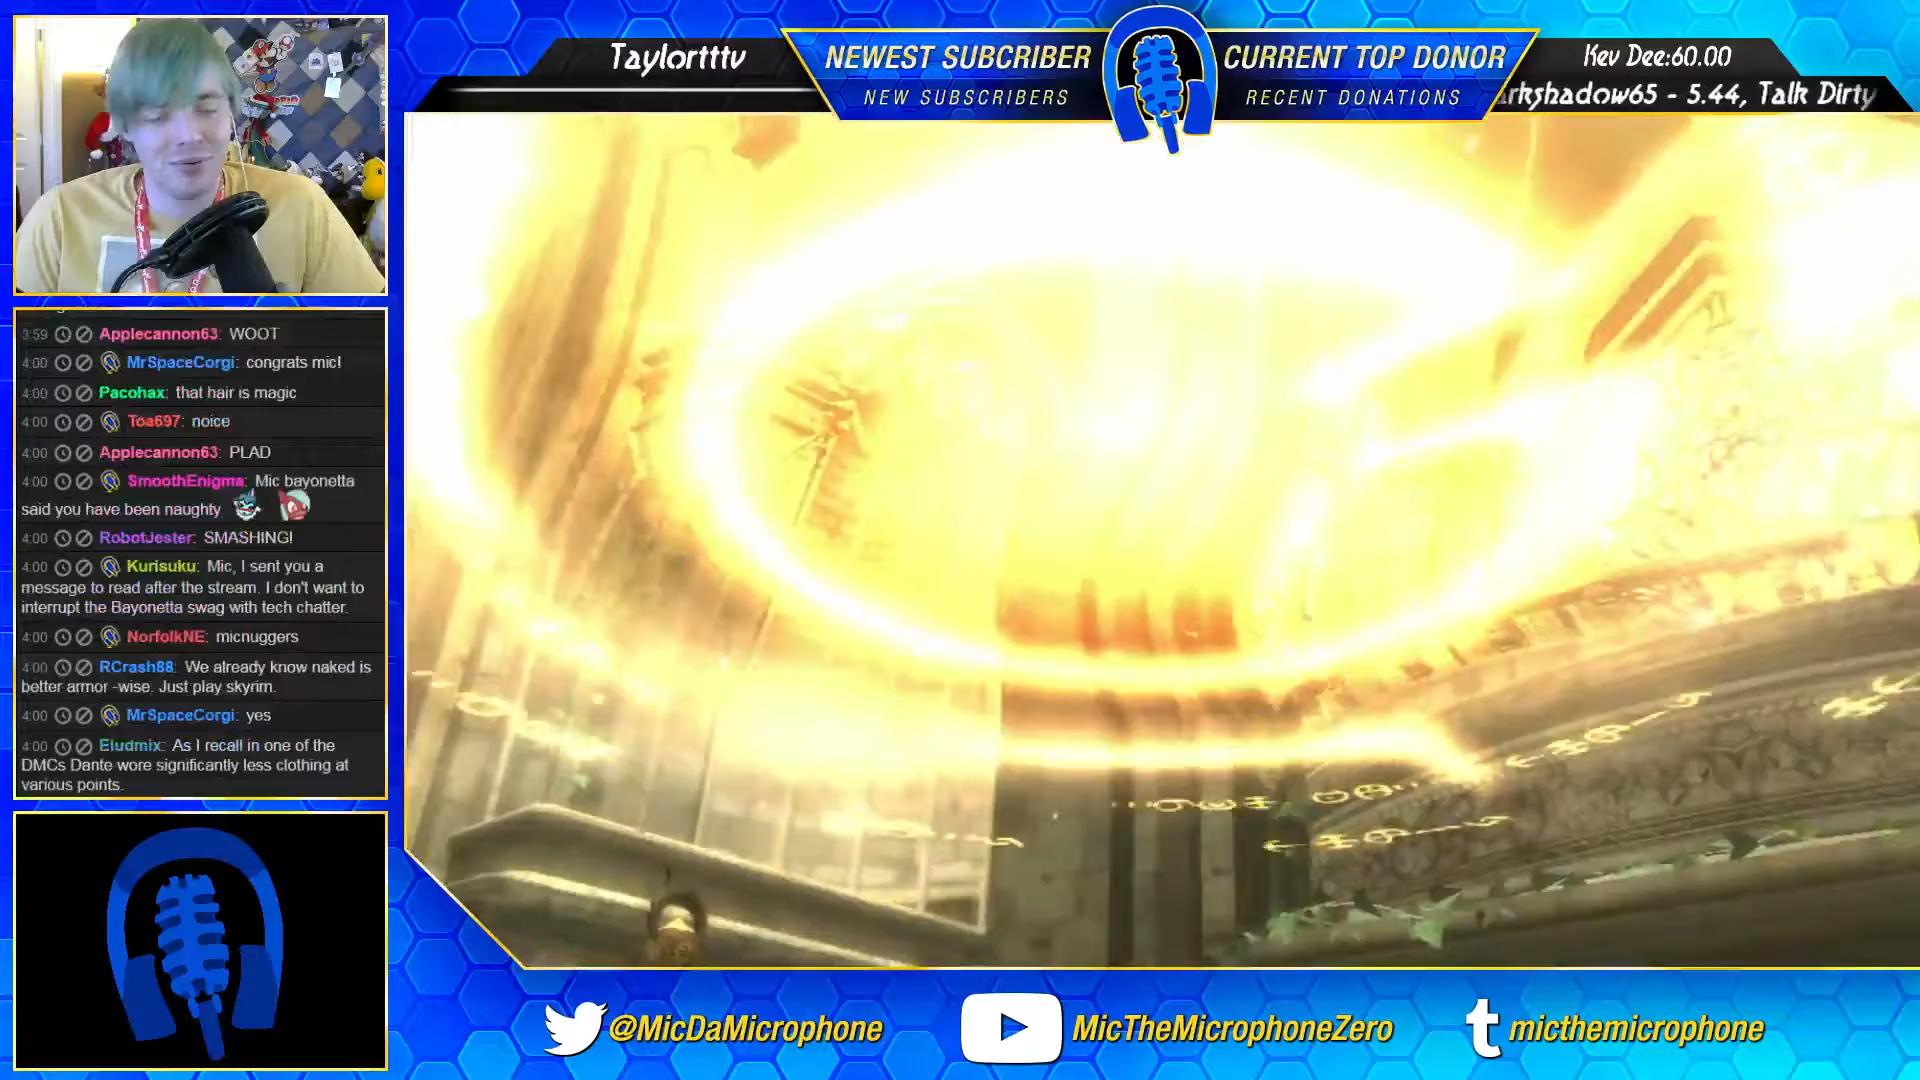 Taylortttv
NEWEST SUBCRIBER
NEW SUBSCRIBERS
CURRENT TOP DONOR
RECENT DONATIONS
Kev Dee:60.00
rkshadow65 - 5.44, Talk Dirty
3:59 Applecannon63: WOOT
4:00 MrSpaceCorgi: congrats mic!
4:00 Pacohax: that hair is magic
4:00 Toa697: noice
4:00 Applecannon63: PLAD
4:00 SmoothEnigma: Mic bayonetta
said you have been naughty
4:00 RobotJester: SMASHING!
4:00 Kurisuku: Mic, I sent you a
message to read after the stream. I don't want to
interrupt the Bayonetta swag with tech chatter.
4:00 NorfolkNE: micnuggers
4:00 RCrash88: We already know naked is
better armor -wise. Just play skyrim.
4:00 MrSpaceCorgi: yes
4:00 Eludmix: As I recall in one of the
DMCs Dante wore significantly less clothing at
various points.
@MicDaMicrophone
MicTheMicrophoneZero
t micthemicrophone